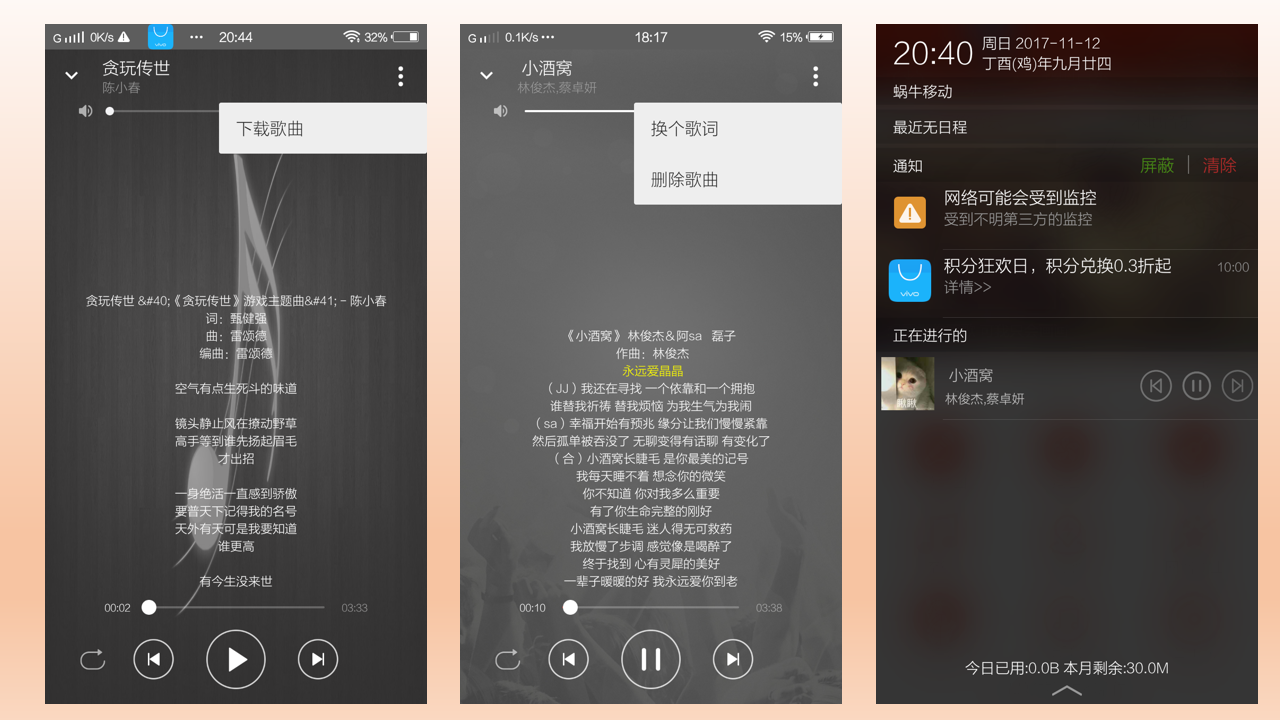 G 0K/s vivo 20:44 32%
贪玩传世
陈小春
下载歌曲
贪玩传世 &#40;《贪玩传世》游戏主题曲&#41; - 陈小春
词：甄健强
曲：雷颂德
编曲：雷颂德
空气有点生死斗的味道
镜头静止风在撩动野草
高手等到谁先扬起眉毛
才出招
一身绝活一直感到骄傲
要普天下记得我的名号
天外有天可是我要知道
谁更高
有今生没来世
00:02 03:33
G 0.1K/s 18:17 15%
小酒窝
林俊杰,蔡卓妍
换个歌词
删除歌曲
《小酒窝》 林俊杰＆阿sa 磊子
作曲：林俊杰
永远爱晶晶
（JJ）我还在寻找 一个依靠和一个拥抱
谁替我祈祷 替我烦恼 为我生气为我闹
（sa）幸福开始有预兆 缘分让我们慢慢紧靠
然后孤单被吞没了 无聊变得有话聊 有变化了
（合）小酒窝长睫毛 是你最美的记号
我每天睡不着 想念你的微笑
你不知道 你对我多么重要
有了你生命完整的刚好
小酒窝长睫毛 迷人得无可救药
我放慢了步调 感觉像是喝醉了
终于找到 心有灵犀的美好
一辈子暖暖的好 我永远爱你到老
00:10 03:38
20:40 周日 2017-11-12
丁酉(鸡)年九月廿四
蜗牛移动
最近无日程
通知 屏蔽 清除
网络可能会受到监控
受到不明第三方的监控
积分狂欢日，积分兑换0.3折起 10:00
vivo 详情>>
正在进行的
小酒窝
林俊杰,蔡卓妍
瞅瞅
今日已用:0.0B 本月剩余:30.0M